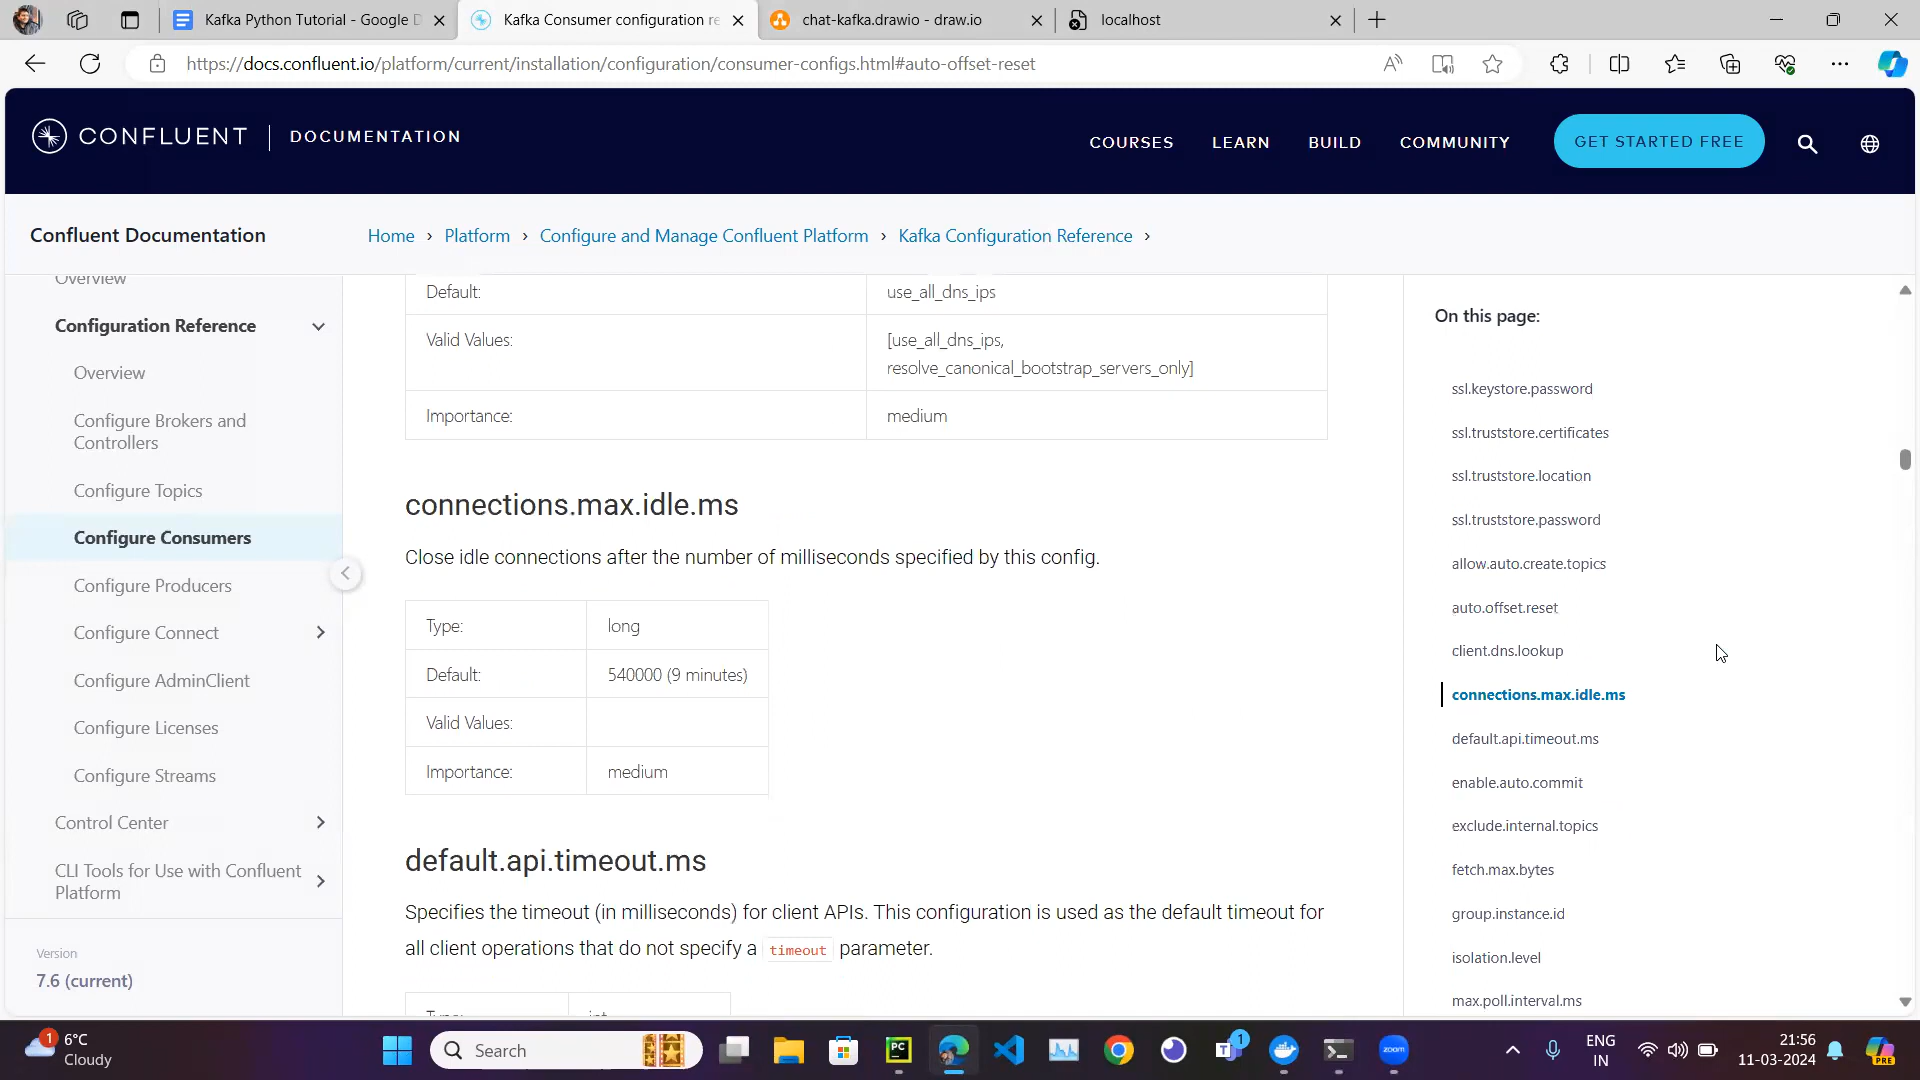 Kafka Python Tutorial - Google D
Kafka Consumer configuration re
chat-kafka.drawio - draw.io
localhost
https://docs.confluent.io/platform/current/installation/configuration/consumer-configs.html#auto-offset-reset
CONFLUENT
DOCUMENTATION
COURSES
LEARN
BUILD
COMMUNITY
GET STARTED FREE
Confluent Documentation
Home › Platform › Configure and Manage Confluent Platform › Kafka Configuration Reference ›
Overview
Configuration Reference
Overview
Configure Brokers and
Controllers
Configure Topics
Configure Consumers
Configure Producers
Configure Connect
Configure AdminClient
Configure Licenses
Configure Streams
Control Center
CLI Tools for Use with Confluent
Platform
Version
7.6 (current)
Default: use_all_dns_ips
Valid Values: [use_all_dns_ips,
resolve_canonical_bootstrap_servers_only]
Importance: medium
connections.max.idle.ms
Close idle connections after the number of milliseconds specified by this config.
Type: long
Default: 540000 (9 minutes)
Valid Values:
Importance: medium
default.api.timeout.ms
Specifies the timeout (in milliseconds) for client APIs. This configuration is used as the default timeout for
all client operations that do not specify a timeout parameter.
Type: int
On this page:
ssl.keystore.password
ssl.truststore.certificates
ssl.truststore.location
ssl.truststore.password
allow.auto.create.topics
auto.offset.reset
client.dns.lookup
connections.max.idle.ms
default.api.timeout.ms
enable.auto.commit
exclude.internal.topics
fetch.max.bytes
group.instance.id
isolation.level
max.poll.interval.ms
1
6°C
Cloudy
Search
PC
1
zoom
ENG
IN
21:56
11-03-2024
PRE